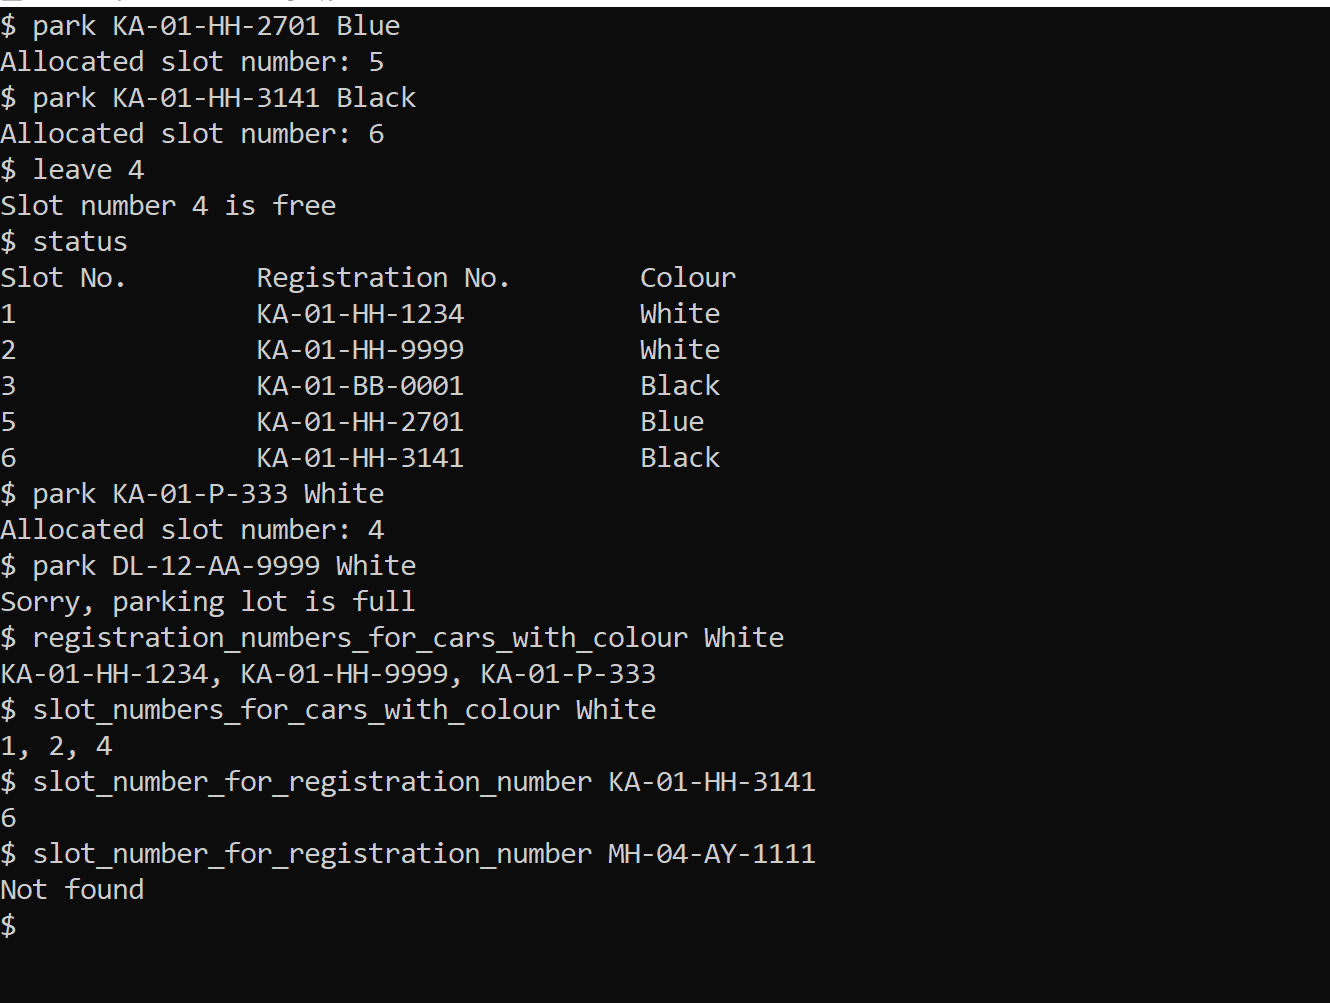 $ park KA-01-HH-2701 Blue
Allocated slot number: 5
$ park KA-01-HH-3141 Black
Allocated slot number: 6
$ leave 4
Slot number 4 is free
$ status
Slot No.        Registration No.        Colour
1               KA-01-HH-1234           White
2               KA-01-HH-9999           White
3               KA-01-BB-0001           Black
5               KA-01-HH-2701           Blue
6               KA-01-HH-3141           Black
$ park KA-01-P-333 White
Allocated slot number: 4
$ park DL-12-AA-9999 White
Sorry, parking lot is full
$ registration_numbers_for_cars_with_colour White
KA-01-HH-1234, KA-01-HH-9999, KA-01-P-333
$ slot_numbers_for_cars_with_colour White
1, 2, 4
$ slot_number_for_registration_number KA-01-HH-3141
6
$ slot_number_for_registration_number MH-04-AY-1111
Not found
$